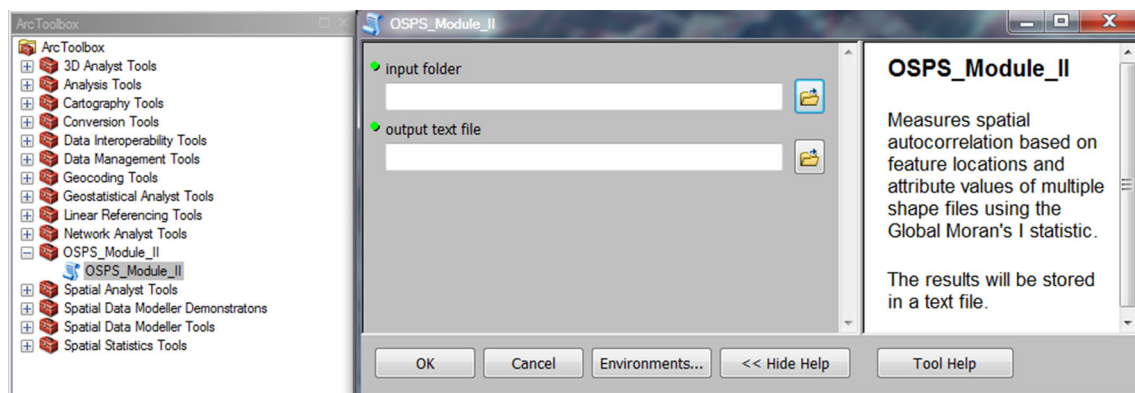 ArcToolbox
ArcToolbox
3D Analyst Tools
Analysis Tools
Cartography Tools
Conversion Tools
Data Interoperability Tools
Data Management Tools
Geocoding Tools
Geostatistical Analyst Tools
Linear Referencing Tools
Network Analyst Tools
OSPS_Module_II
OSPS_Module_II
Spatial Analyst Tools
Spatial Data Modeller Demonstratons
Spatial Data Modeller Tools
Spatial Statistics Tools
OSPS_Module_II
input folder
output text file
OSPS_Module_II
Measures spatial
autocorrelation based on
feature locations and
attribute values of multiple
shape files using the
Global Moran's I statistic.
The results will be stored
in a text file.
OK
Cancel
Environments...
<< Hide Help
Tool Help